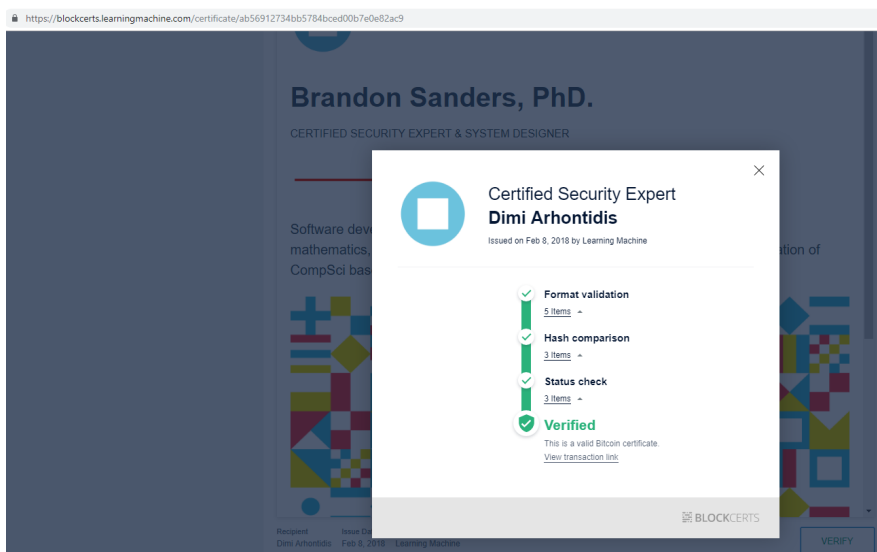 https://blockcerts.learningmachine.com/certificate/ab56912734bb5784bced00b7e0e82ac9
Brandon Sanders, PhD.
CERTIFIED SECURITY EXPERT & SYSTEM DESIGNER
Software deve
mathematics,
ation of
CompSci bas
Certified Security Expert
Dimi Arhontidis
Issued on Feb 8, 2018 by Learning Machine
Format validation
5 Items
Hash comparison
3 Items
Status check
3 Items
Verified
This is a valid Bitcoin certificate.
View transaction link
BLOCKCERTS
Recipient Issue Da
Dimi Arhontidis Feb 8, 2018 Learning Machine
VERIFY